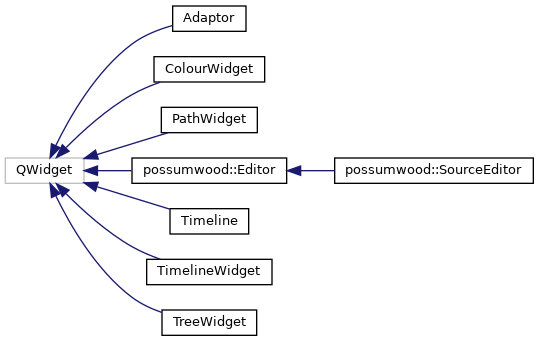 Adaptor
ColourWidget
PathWidget
QWidget
possumwood::Editor
possumwood::SourceEditor
Timeline
TimelineWidget
TreeWidget